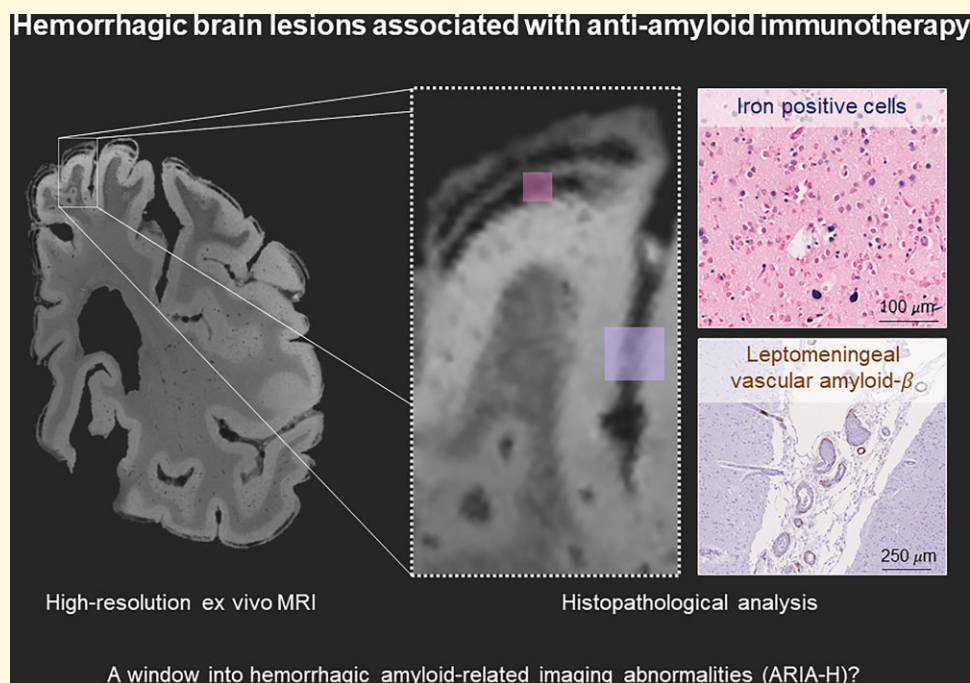 Hemorrhagic brain lesions associated with anti-amyloid immunotherapy
Iron positive cells
100 μm
Leptomeningeal
vascular amyloid-β
250 μm
High-resolution ex vivo MRI
Histopathological analysis
A window into hemorrhagic amyloid-related imaging abnormalities (ARIA-H)?